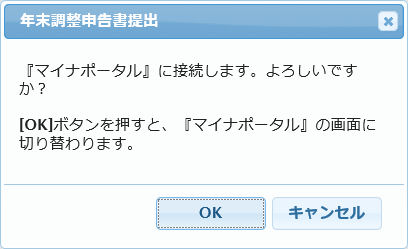 年末調整申告書提出
『マイナポータル』に接続します。よろしいです
か？
[OK]ボタンを押すと、『マイナポータル』の画面に
切り替わります。
OK
キャンセル